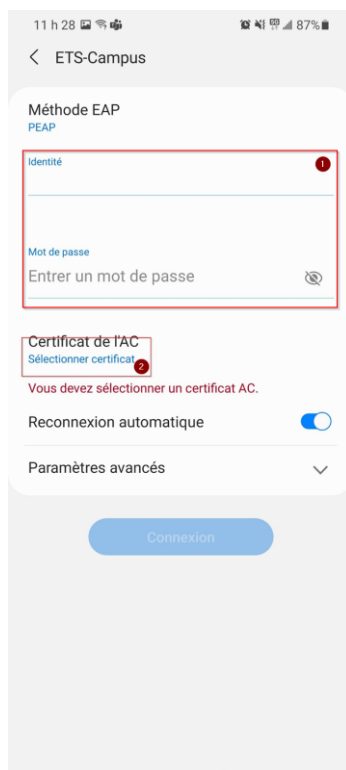 11 h 28 87%
ETS-Campus
Méthode EAP
PEAP
Identité
1
Mot de passe
Entrer un mot de passe
Certificat de l'AC
Sélectionner certificat
2
Vous devez sélectionner un certificat AC.
Reconnexion automatique
Paramètres avancés
Connexion